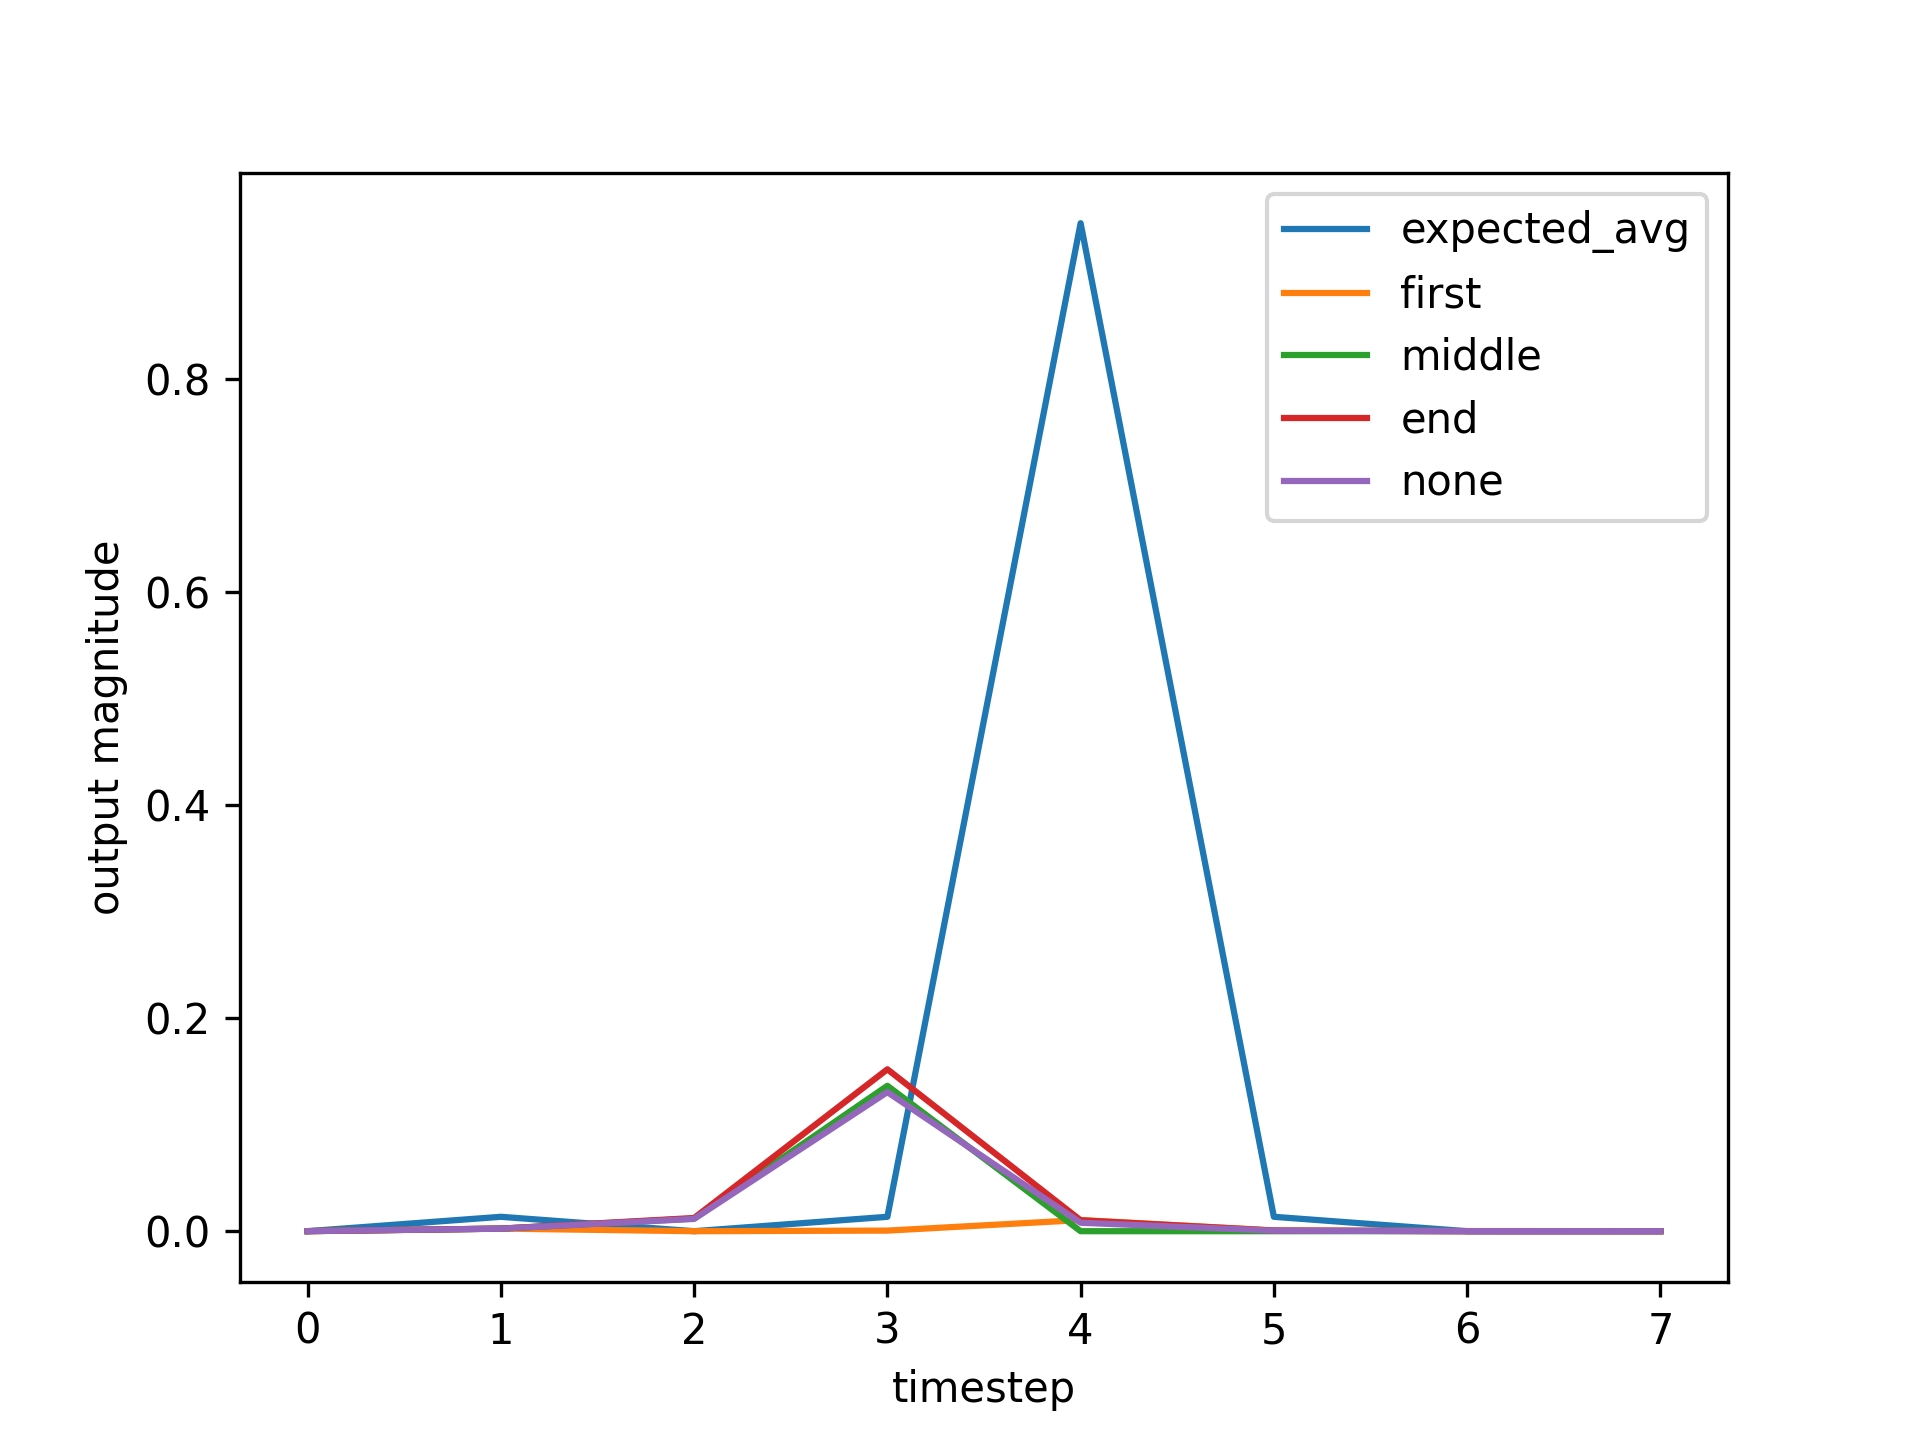 expected_avg
first
middle
end
none
output magnitude
0.8
0.6
0.4
0.2
0.0
0 1 2 3 4 5 6 7
timestep